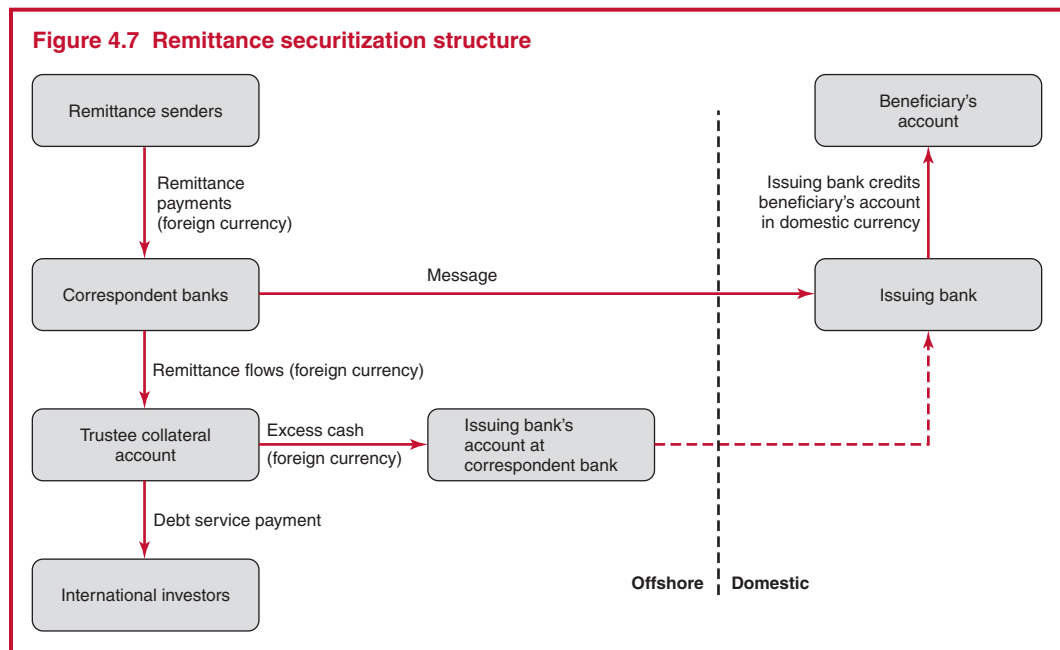 Figure 4.7 Remittance securitization structure
Remittance senders
Beneficiary's
account
Remittance
payments
(foreign currency)
Issuing bank credits
beneficiary's account
in domestic currency
Correspondent banks
Message
Issuing bank
Remittance flows (foreign currency)
Trustee collateral
account
Excess cash
(foreign currency)
Issuing bank's
account at
correspondent bank
Debt service payment
International investors
Offshore
Domestic